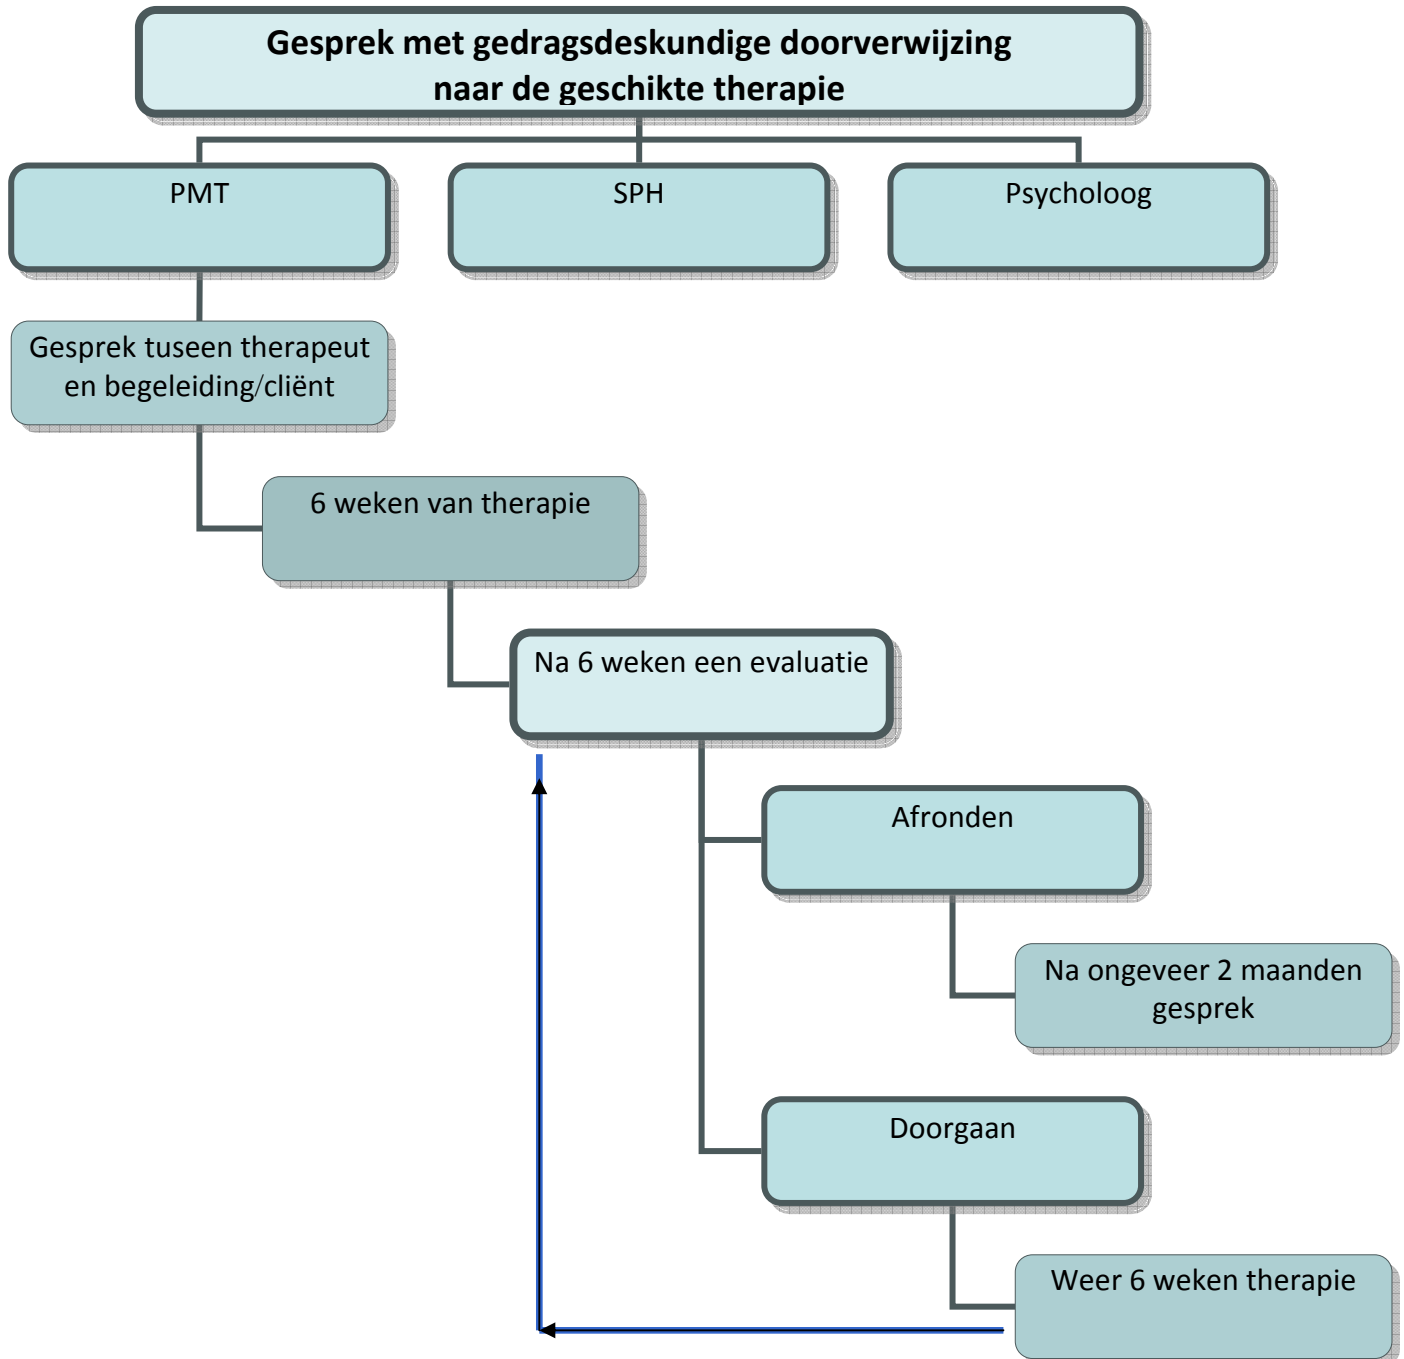 Gesprek met gedragsdeskundige doorverwijzing
naar de geschikte therapie
PMT
SPH
Psycholoog
Gesprek tuseen therapeut
en begeleiding/cliënt
6 weken van therapie
Na 6 weken een evaluatie
Afronden
Na ongeveer 2 maanden
gesprek
Doorgaan
Weer 6 weken therapie